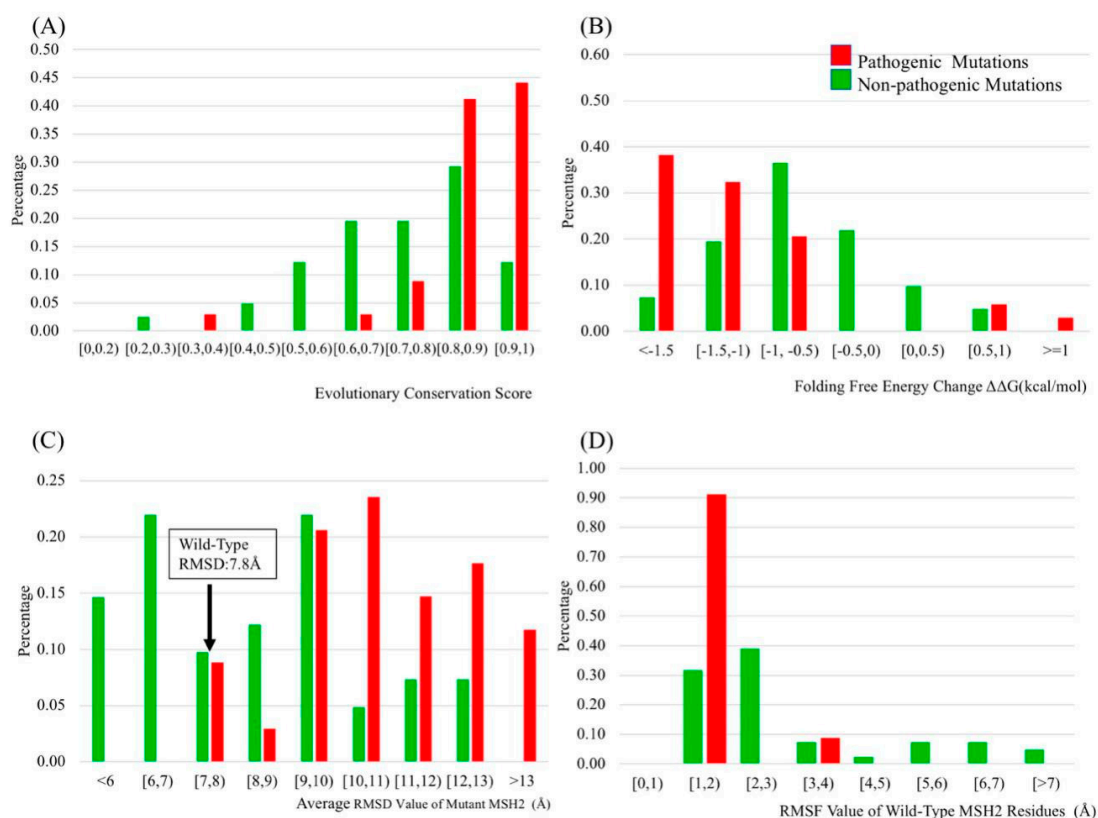 (A)
Percentage
0.50
0.45
0.40
0.35
0.30
0.25
0.20
0.15
0.10
0.05
0.00
[0,0.2) [0.2,0.3) [0.3,0.4) [0.4,0.5) [0.5,0.6) [0.6,0.7) [0.7,0.8) [0.8,0.9) [0.9,1)
Evolutionary Conservation Score
(B)
Percentage
0.60
0.50
0.40
0.30
0.20
0.10
0.00
Pathogenic Mutations
Non-pathogenic Mutations
<-1.5 [-1.5,-1) [-1, -0.5) [-0.5,0) [0,0.5) [0.5,1) >=1
Folding Free Energy Change ΔΔG(kcal/mol)
(C)
Percentage
0.25
0.20
0.15
0.10
0.05
0.00
Wild-Type
RMSD:7.8Å
<6 [6,7) [7,8) [8,9) [9,10) [10,11) [11,12) [12,13) >13
Average RMSD Value of Mutant MSH2 (Å)
(D)
Percentage
1.00
0.90
0.80
0.70
0.60
0.50
0.40
0.30
0.20
0.10
0.00
[0,1) [1,2) [2,3) [3,4) [4,5) [5,6) [6,7) [>7)
RMSF Value of Wild-Type MSH2 Residues (Å)